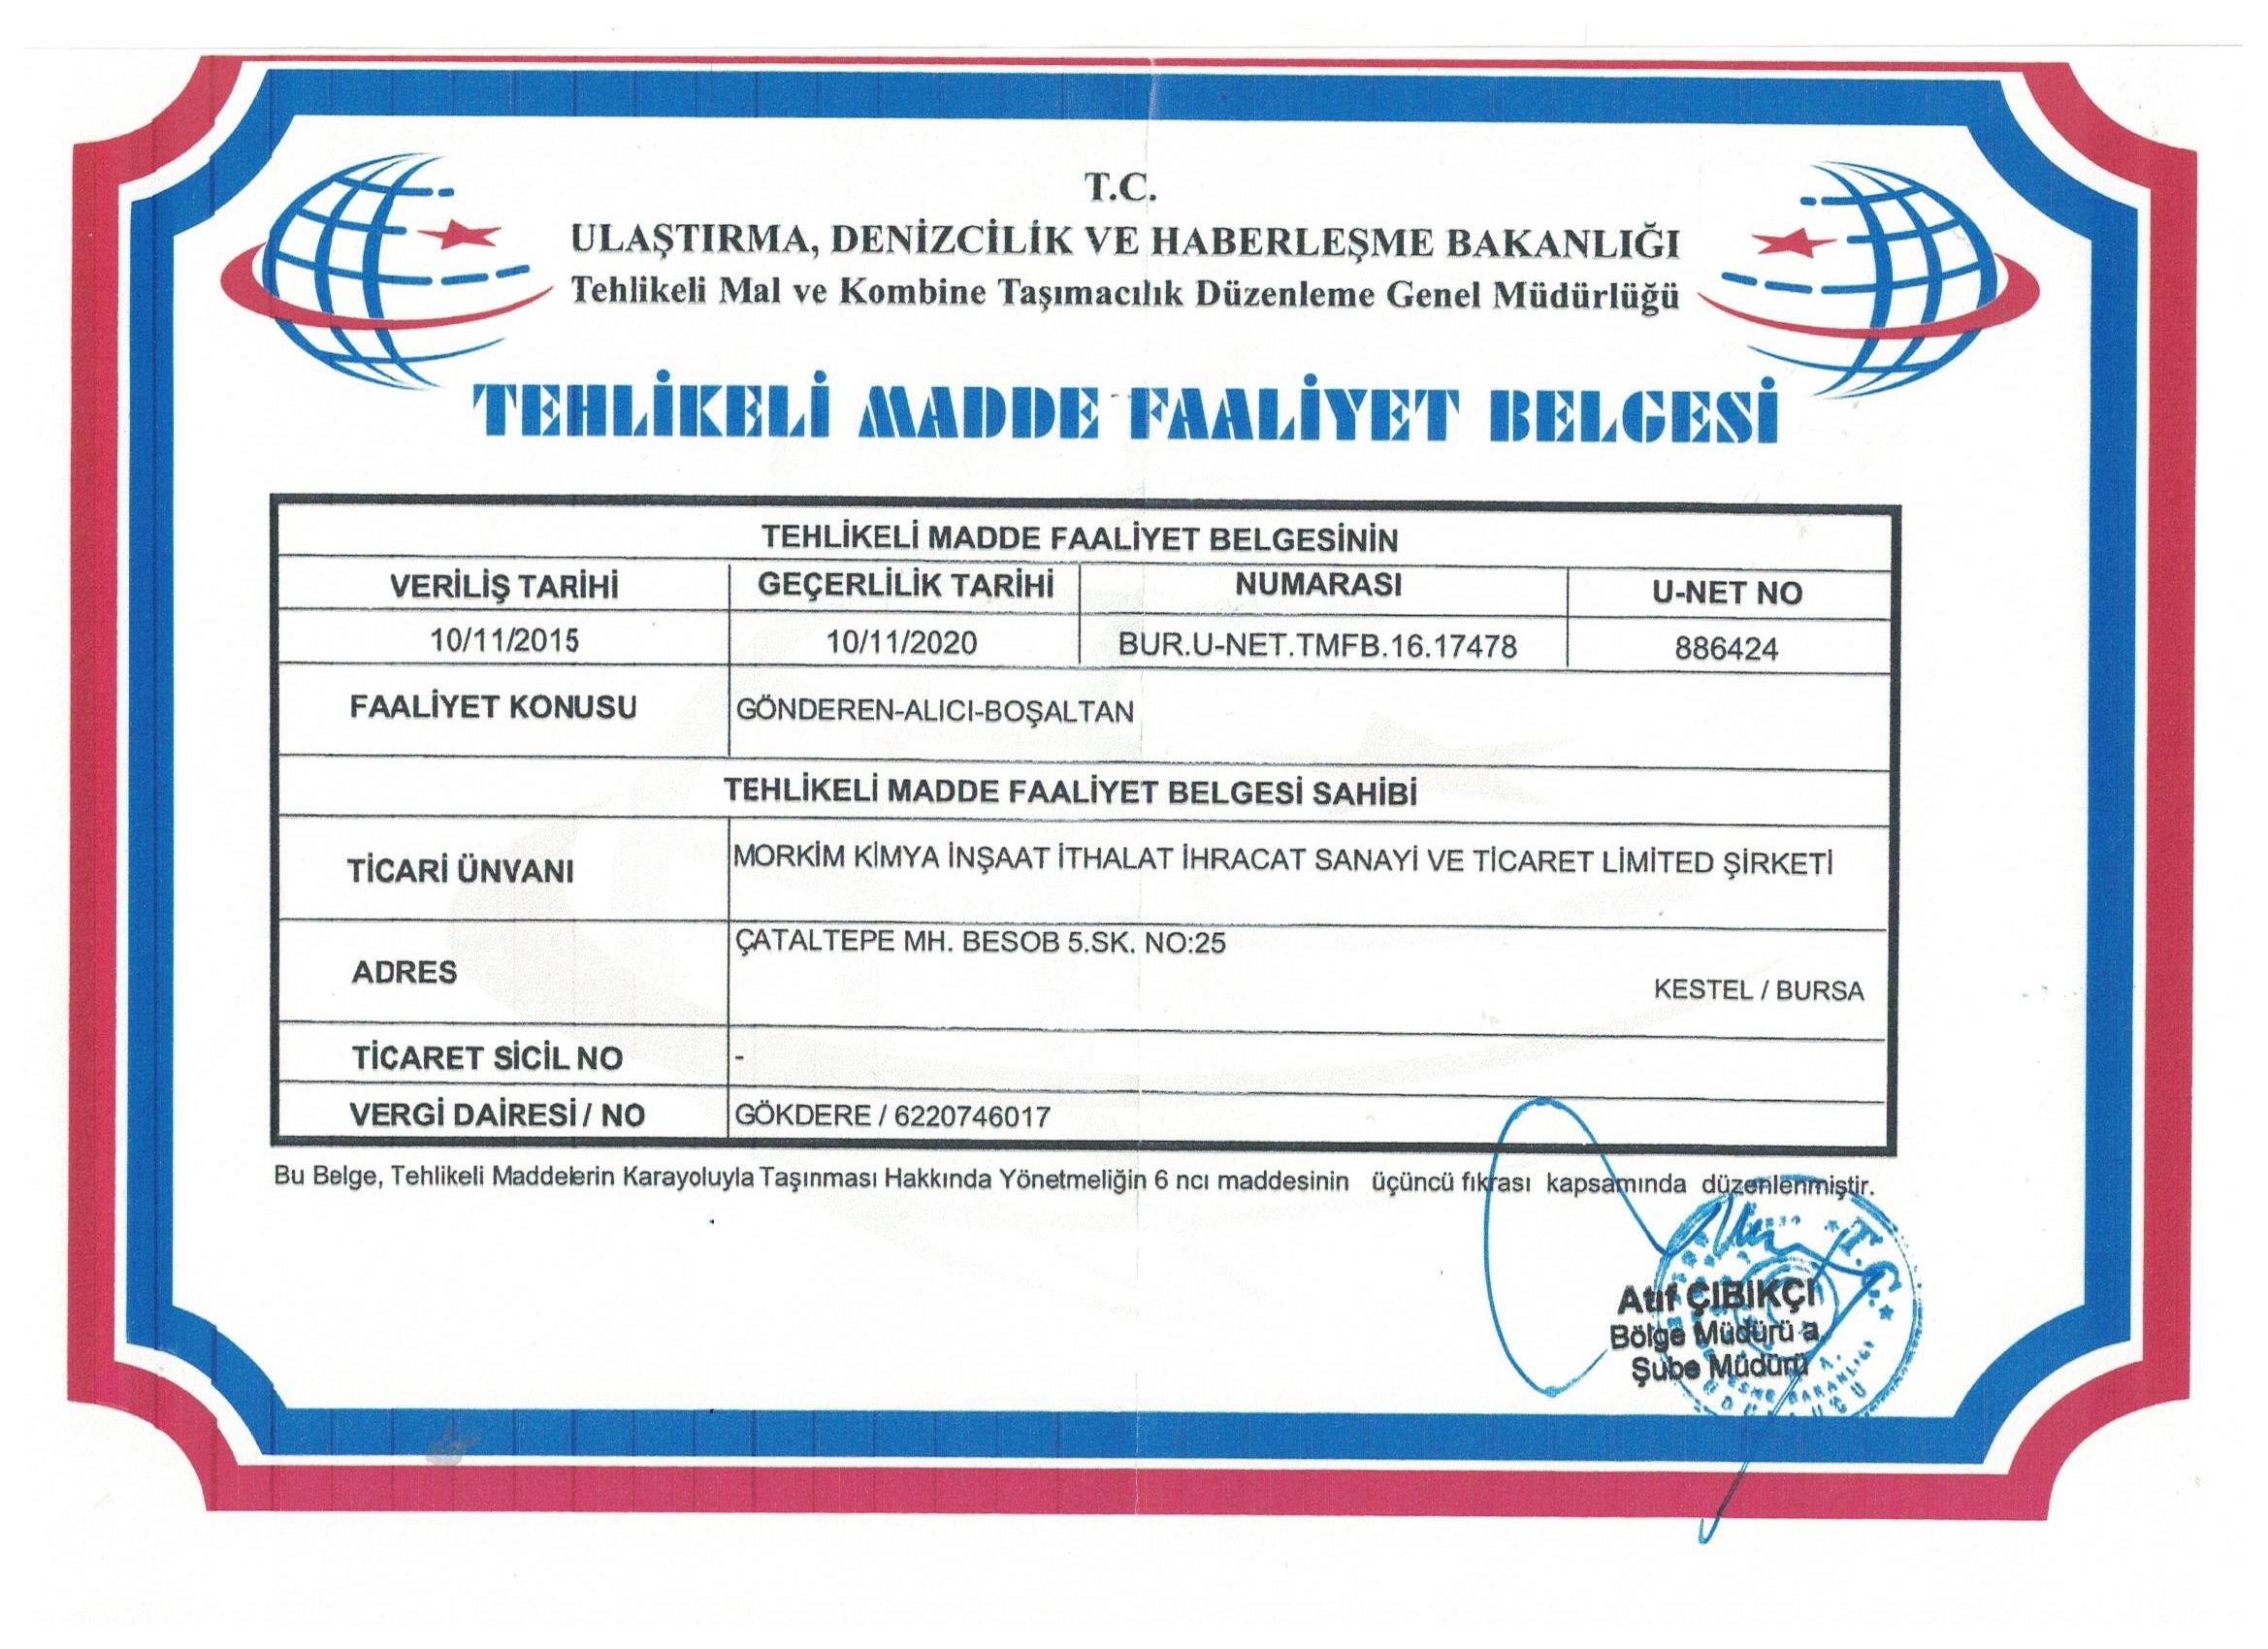 T.C.
ULAŞTIRMA, DENİZCİLİK VE HABERLEŞME BAKANLIĞI
Tehlikeli Mal ve Kombine Taşımacılık Düzenleme Genel Müdürlüğü
TEHLİKELİ MADDE FAALİYET BELGESİ
TEHLİKELİ MADDE FAALİYET BELGESİNİN
VERİLİŞ TARİHİ GEÇERLİLİK TARİHİ NUMARASI U-NET NO
10/11/2015 10/11/2020 BUR.U-NET.TMFB.16.17478 886424
FAALİYET KONUSU GÖNDEREN-ALICI-BOŞALTAN
TEHLİKELİ MADDE FAALİYET BELGESİ SAHİBİ
TİCARİ ÜNVANI MORKİM KİMYA İNŞAAT İTHALAT İHRACAT SANAYİ VE TİCARET LİMİTED ŞİRKETİ
ADRES ÇATALTEPE MH. BESOB 5.SK. NO:25
KESTEL / BURSA
TİCARET SİCİL NO -
VERGİ DAİRESİ / NO GÖKDERE / 6220746017
Bu Belge, Tehlikeli Maddelerin Karayoluyla Taşınması Hakkında Yönetmeliğin 6 ncı maddesinin üçüncü fıkrası kapsamında düzenlenmiştir.
T.C.
Atıf ÇIBIKÇI
Bölge Müdürü a.
Şube Müdürü